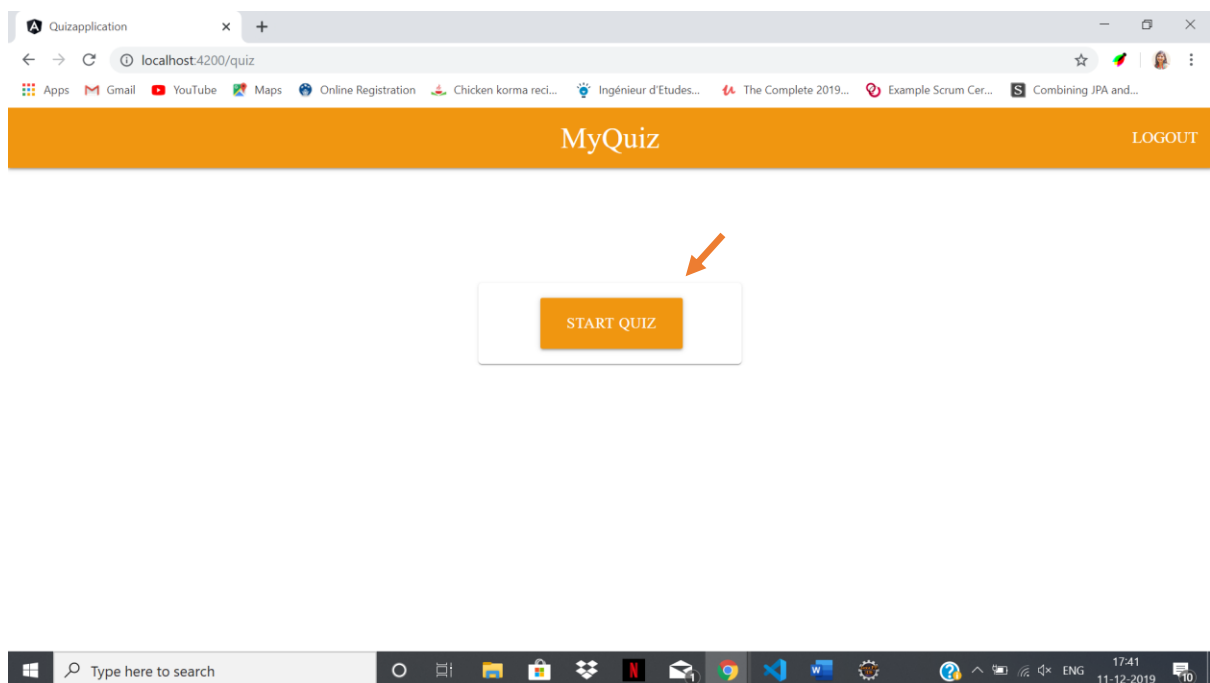 Quizapplication
localhost:4200/quiz
Apps Gmail YouTube Maps Online Registration Chicken korma reci... Ingénieur d'Etudes... The Complete 2019... Example Scrum Cer... S Combining JPA and...
MyQuiz LOGOUT
START QUIZ
Type here to search N 1 W ENG 17:41
11-12-2019 10